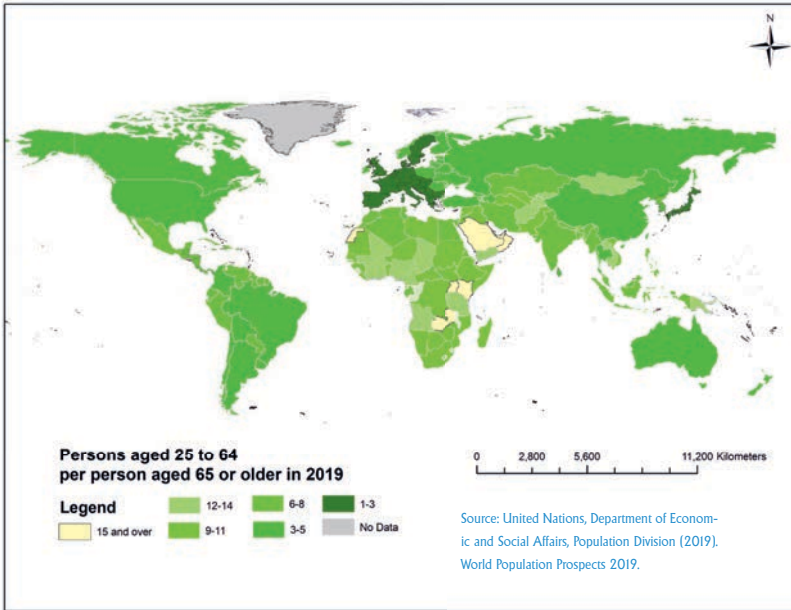 N
Persons aged 25 to 64
per person aged 65 or older in 2019
Legend
15 and over
12-14
9-11
6-8
3-5
1-3
No Data
0 2,800 5,600 11,200 Kilometers
Source: United Nations, Department of Econom-
ic and Social Affairs, Population Division (2019).
World Population Prospects 2019.